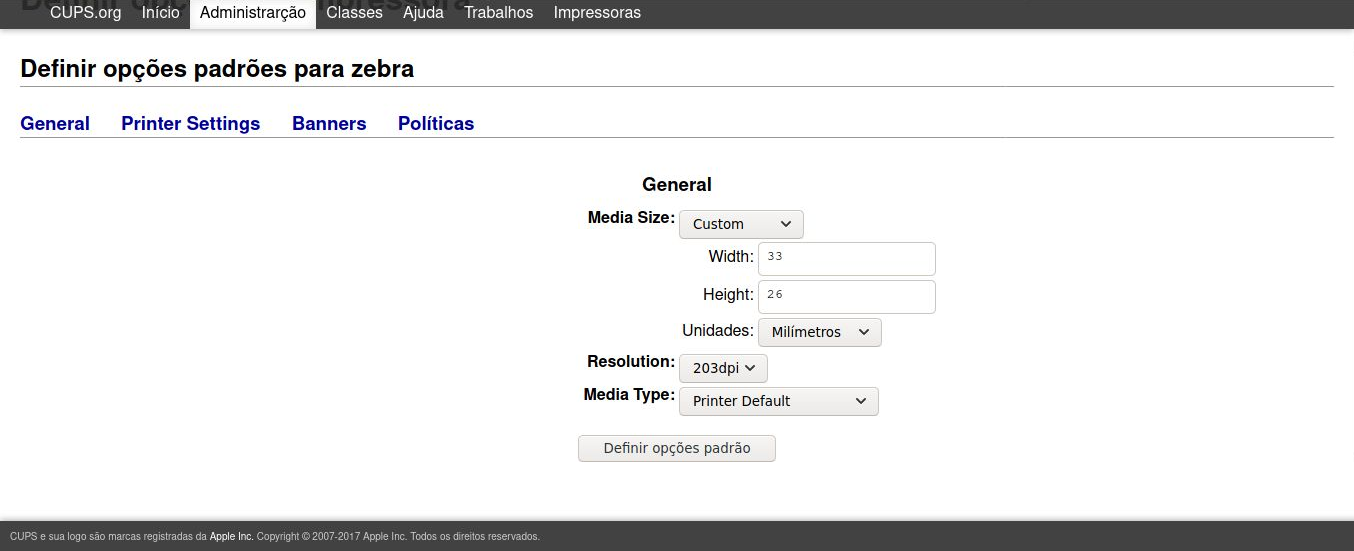 CUPS.org Início Administrarção Classes Ajuda Trabalhos Impressoras
Definir opções padrões para zebra
General Printer Settings Banners Políticas
General
Media Size: Custom
Width: 33
Height: 26
Unidades: Milímetros
Resolution: 203dpi
Media Type: Printer Default
Definir opções padrão
CUPS e sua logo são marcas registradas da Apple Inc. Copyright © 2007-2017 Apple Inc. Todos os direitos reservados.